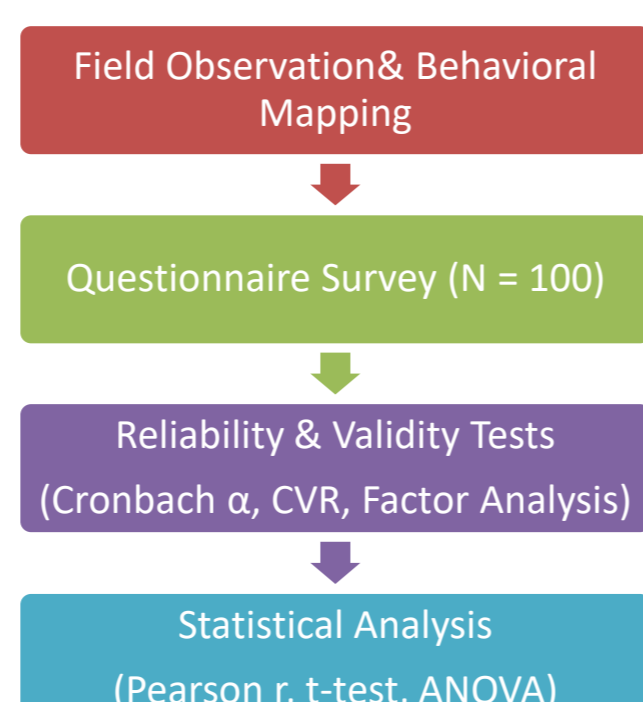 Field Observation& Behavioral
Mapping
Questionnaire Survey (N = 100)
Reliability & Validity Tests
(Cronbach α, CVR, Factor Analysis)
Statistical Analysis
(Pearson r, t-test, ANOVA)